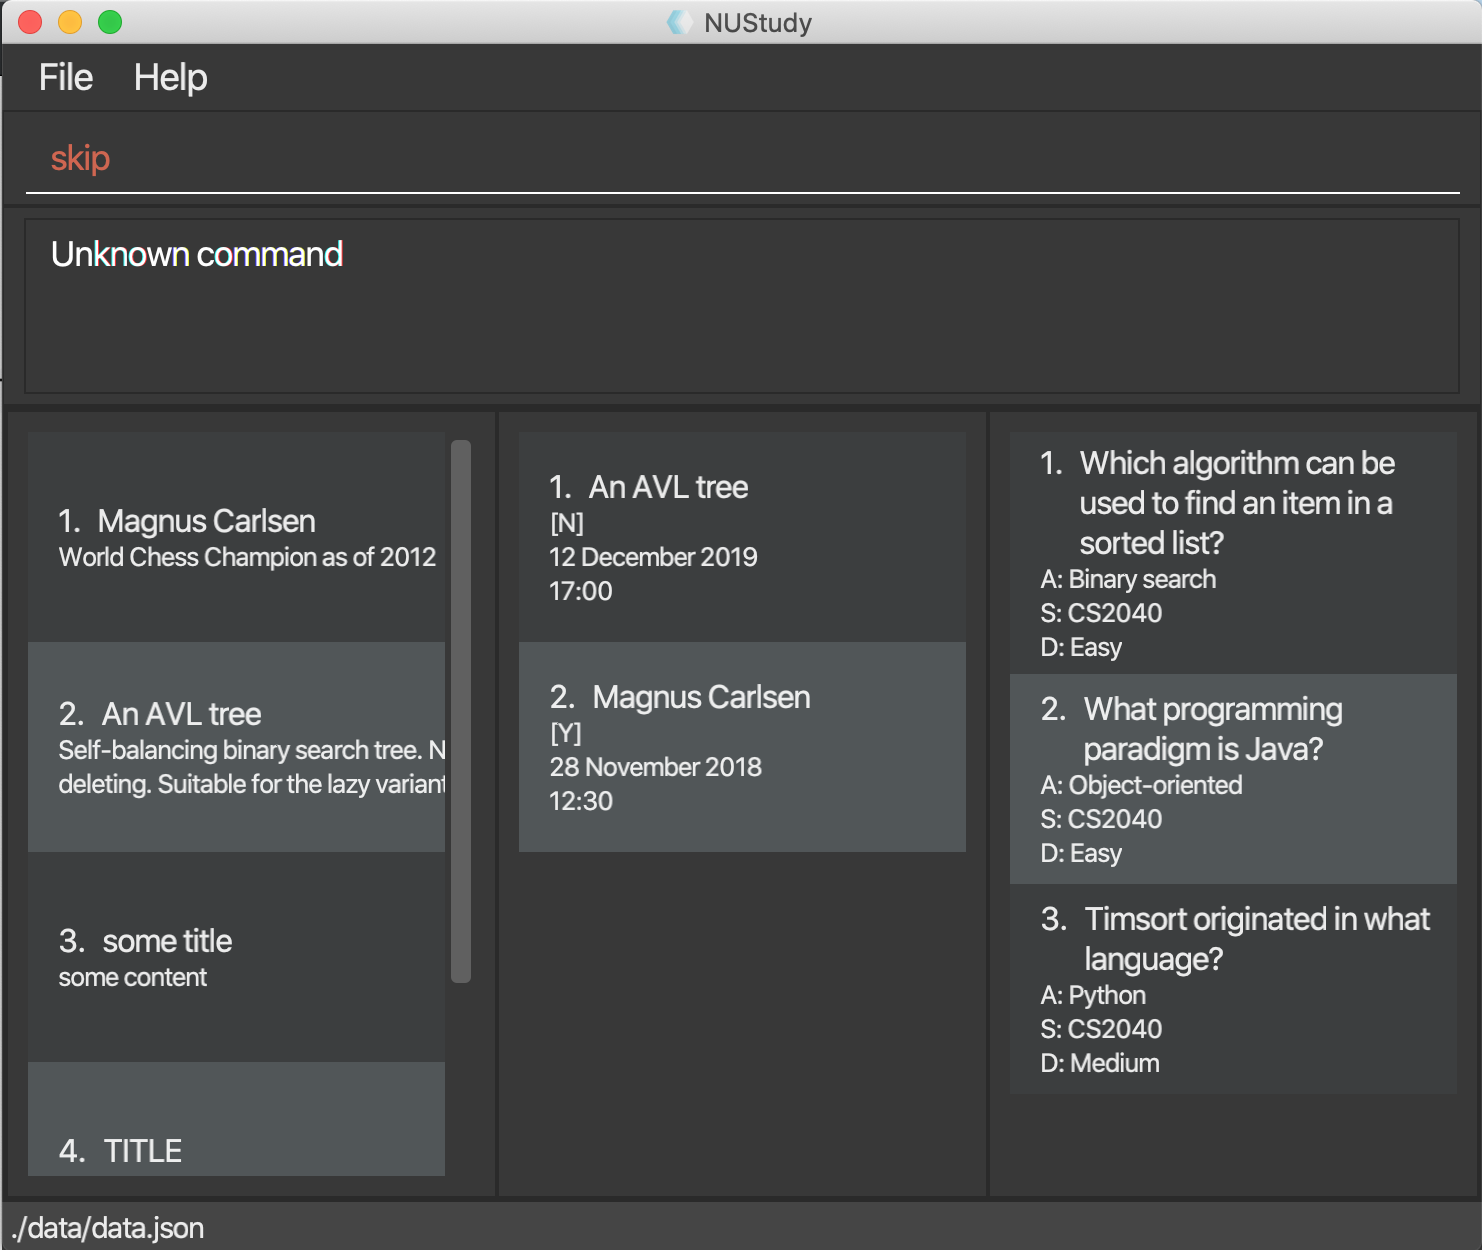 NUStudy
File Help
skip
Unknown command
1. Magnus Carlsen
World Chess Champion as of 2012
2. An AVL tree
Self-balancing binary search tree. N
deleting. Suitable for the lazy variant
3. some title
some content
4. TITLE
1. An AVL tree
[N]
12 December 2019
17:00
2. Magnus Carlsen
[Y]
28 November 2018
12:30
1. Which algorithm can be
used to find an item in a
sorted list?
A: Binary search
S: CS2040
D: Easy
2. What programming
paradigm is Java?
A: Object-oriented
S: CS2040
D: Easy
3. Timsort originated in what
language?
A: Python
S: CS2040
D: Medium
./data/data.json